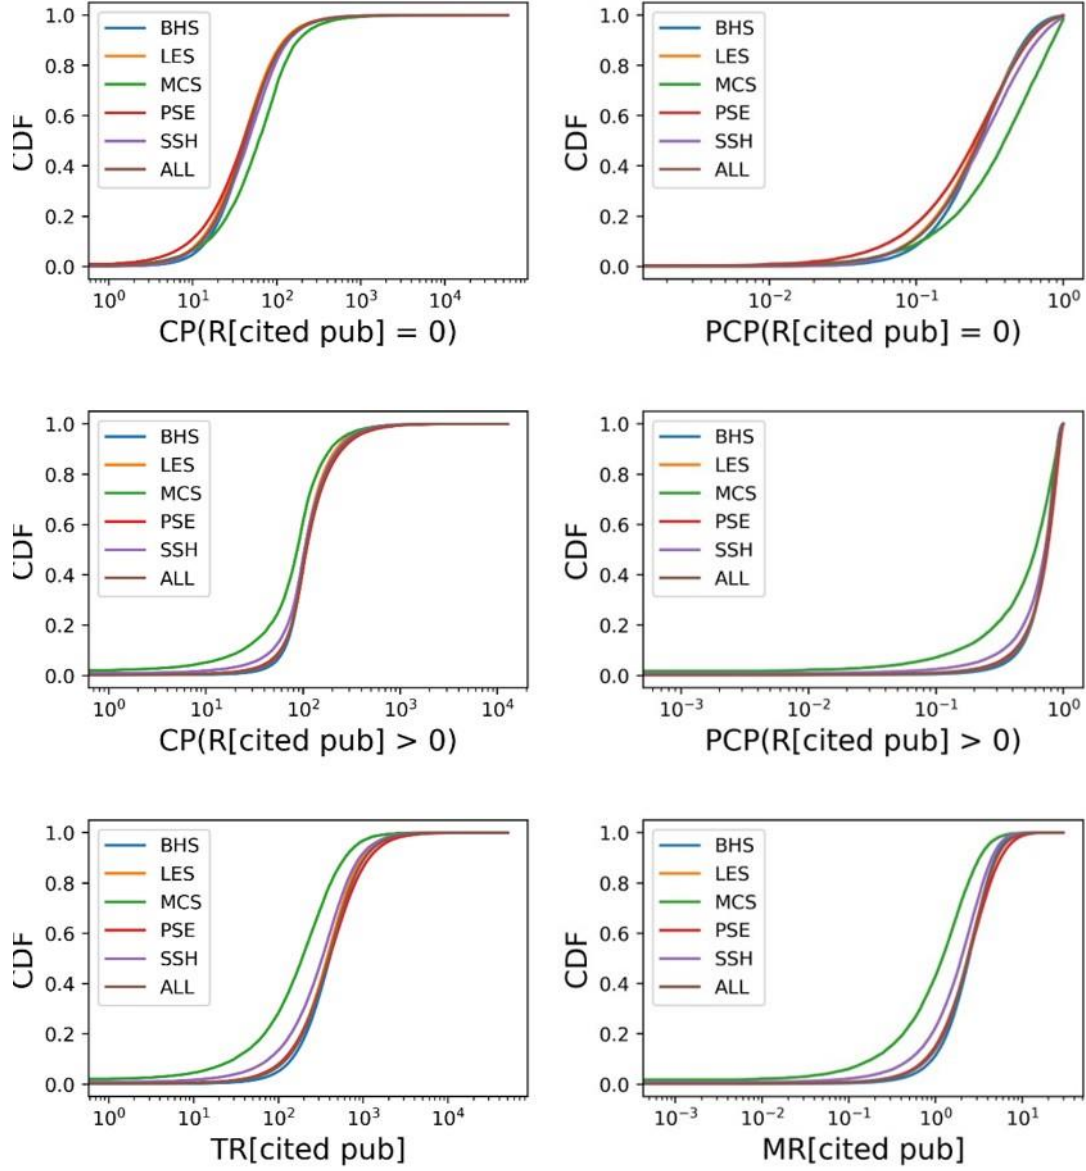 1.0
0.8
0.6
0.4
0.2
0.0
CDF
BHS
LES
MCS
PSE
SSH
ALL
10^0 10^1 10^2 10^3 10^4
CP(R[cited pub] = 0)
1.0
0.8
0.6
0.4
0.2
0.0
CDF
BHS
LES
MCS
PSE
SSH
ALL
10^-2 10^-1 10^0
PCP(R[cited pub] = 0)
1.0
0.8
0.6
0.4
0.2
0.0
CDF
BHS
LES
MCS
PSE
SSH
ALL
10^0 10^1 10^2 10^3 10^4
CP(R[cited pub] > 0)
1.0
0.8
0.6
0.4
0.2
0.0
CDF
BHS
LES
MCS
PSE
SSH
ALL
10^-3 10^-2 10^-1 10^0
PCP(R[cited pub] > 0)
1.0
0.8
0.6
0.4
0.2
0.0
CDF
BHS
LES
MCS
PSE
SSH
ALL
10^0 10^1 10^2 10^3 10^4
TR[cited pub]
1.0
0.8
0.6
0.4
0.2
0.0
CDF
BHS
LES
MCS
PSE
SSH
ALL
10^-3 10^-2 10^-1 10^0 10^1
MR[cited pub]